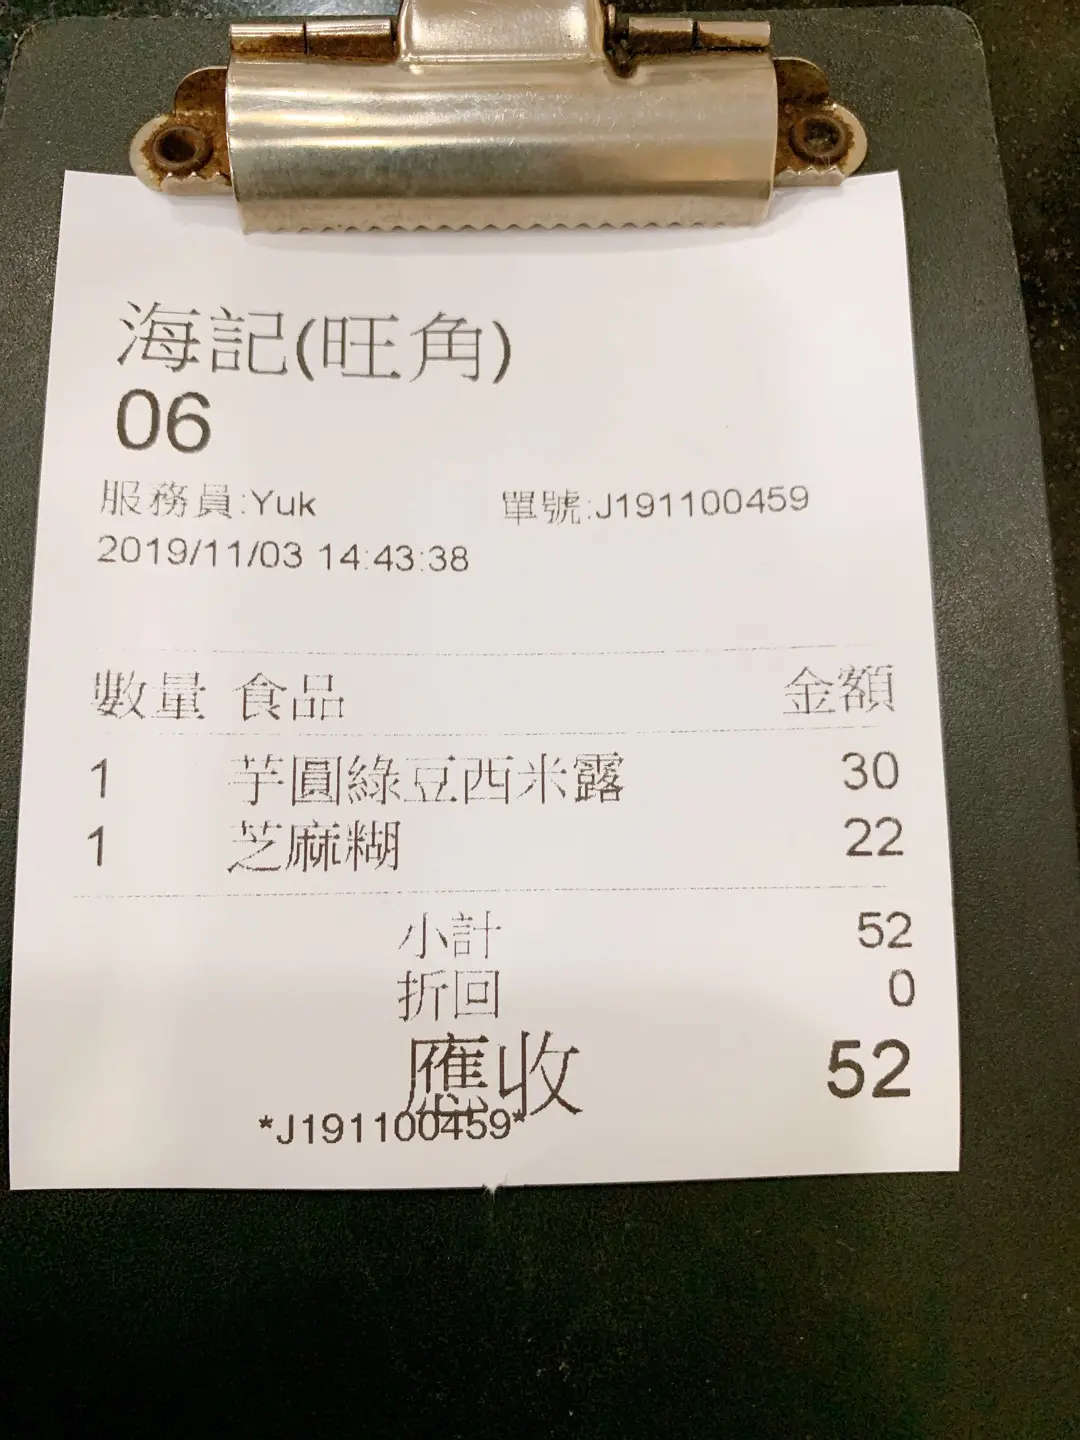 海記(旺角)
06
服務員:Yuk 單號:J191100459
2019/11/03 14:43:38
數量 食品 金額
1 芋圓綠豆西米露 30
1 芝麻糊 22
小計 52
折回 0
應收 52
*J191100459*